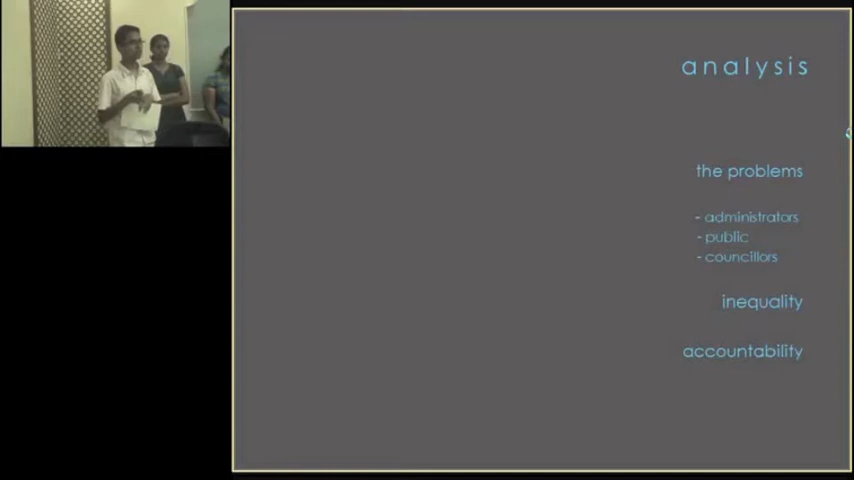 analysis
the problems
- administrators
- public
- councillors
inequality
accountability